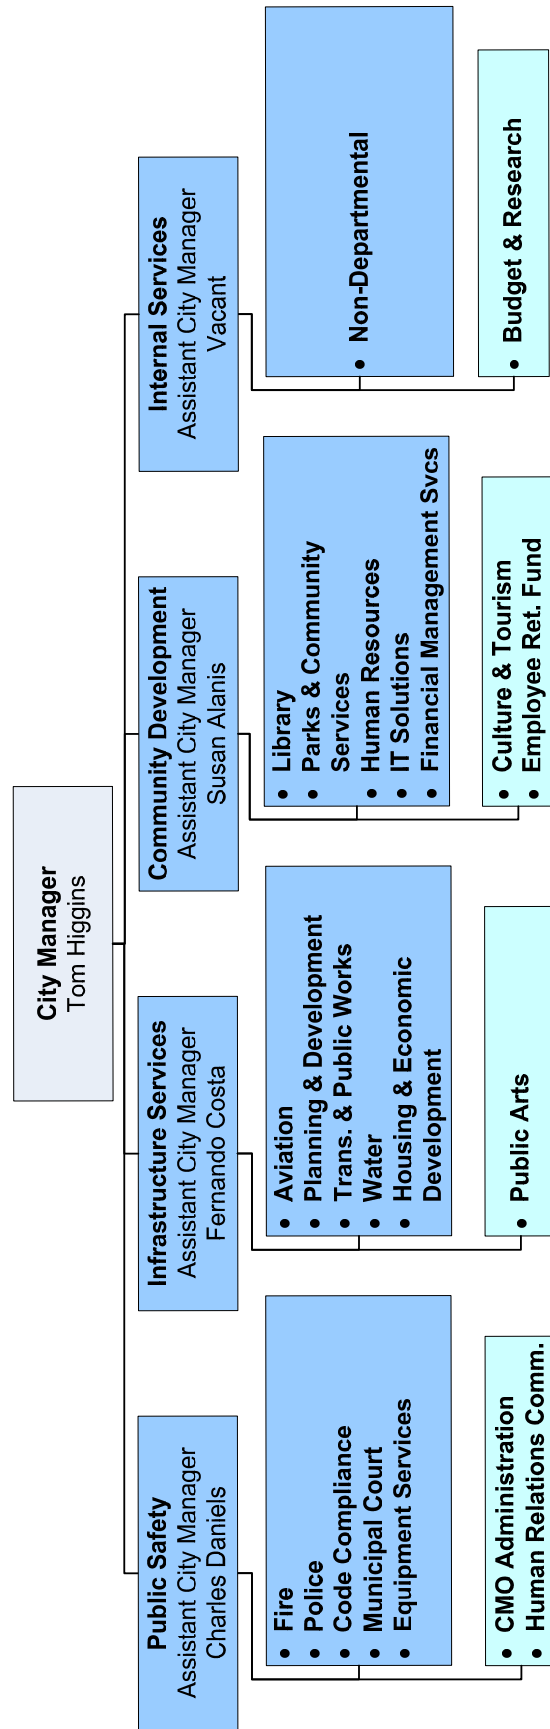 City Manager
Tom Higgins
Public Safety
Assistant City Manager
Charles Daniels
• Fire
• Police
• Code Compliance
• Municipal Court
• Equipment Services
• CMO Administration
• Human Relations Comm.
Infrastructure Services
Assistant City Manager
Fernando Costa
• Aviation
• Planning & Development
• Trans. & Public Works
• Water
• Housing & Economic
Development
• Public Arts
Community Development
Assistant City Manager
Susan Alanis
• Library
• Parks & Community
Services
• Human Resources
• IT Solutions
• Financial Management Svcs
• Culture & Tourism
• Employee Ret. Fund
Internal Services
Assistant City Manager
Vacant
• Non-Departmental
• Budget & Research